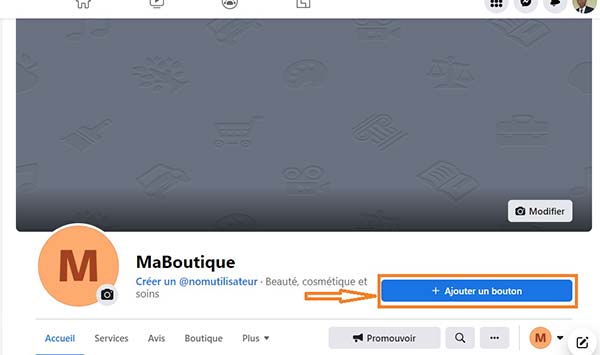 Modifier
M
MaBoutique
Créer un @nomutilisateur · Beauté, cosmétique et
soins
+ Ajouter un bouton
Accueil Services Avis Boutique Plus Promouvoir M